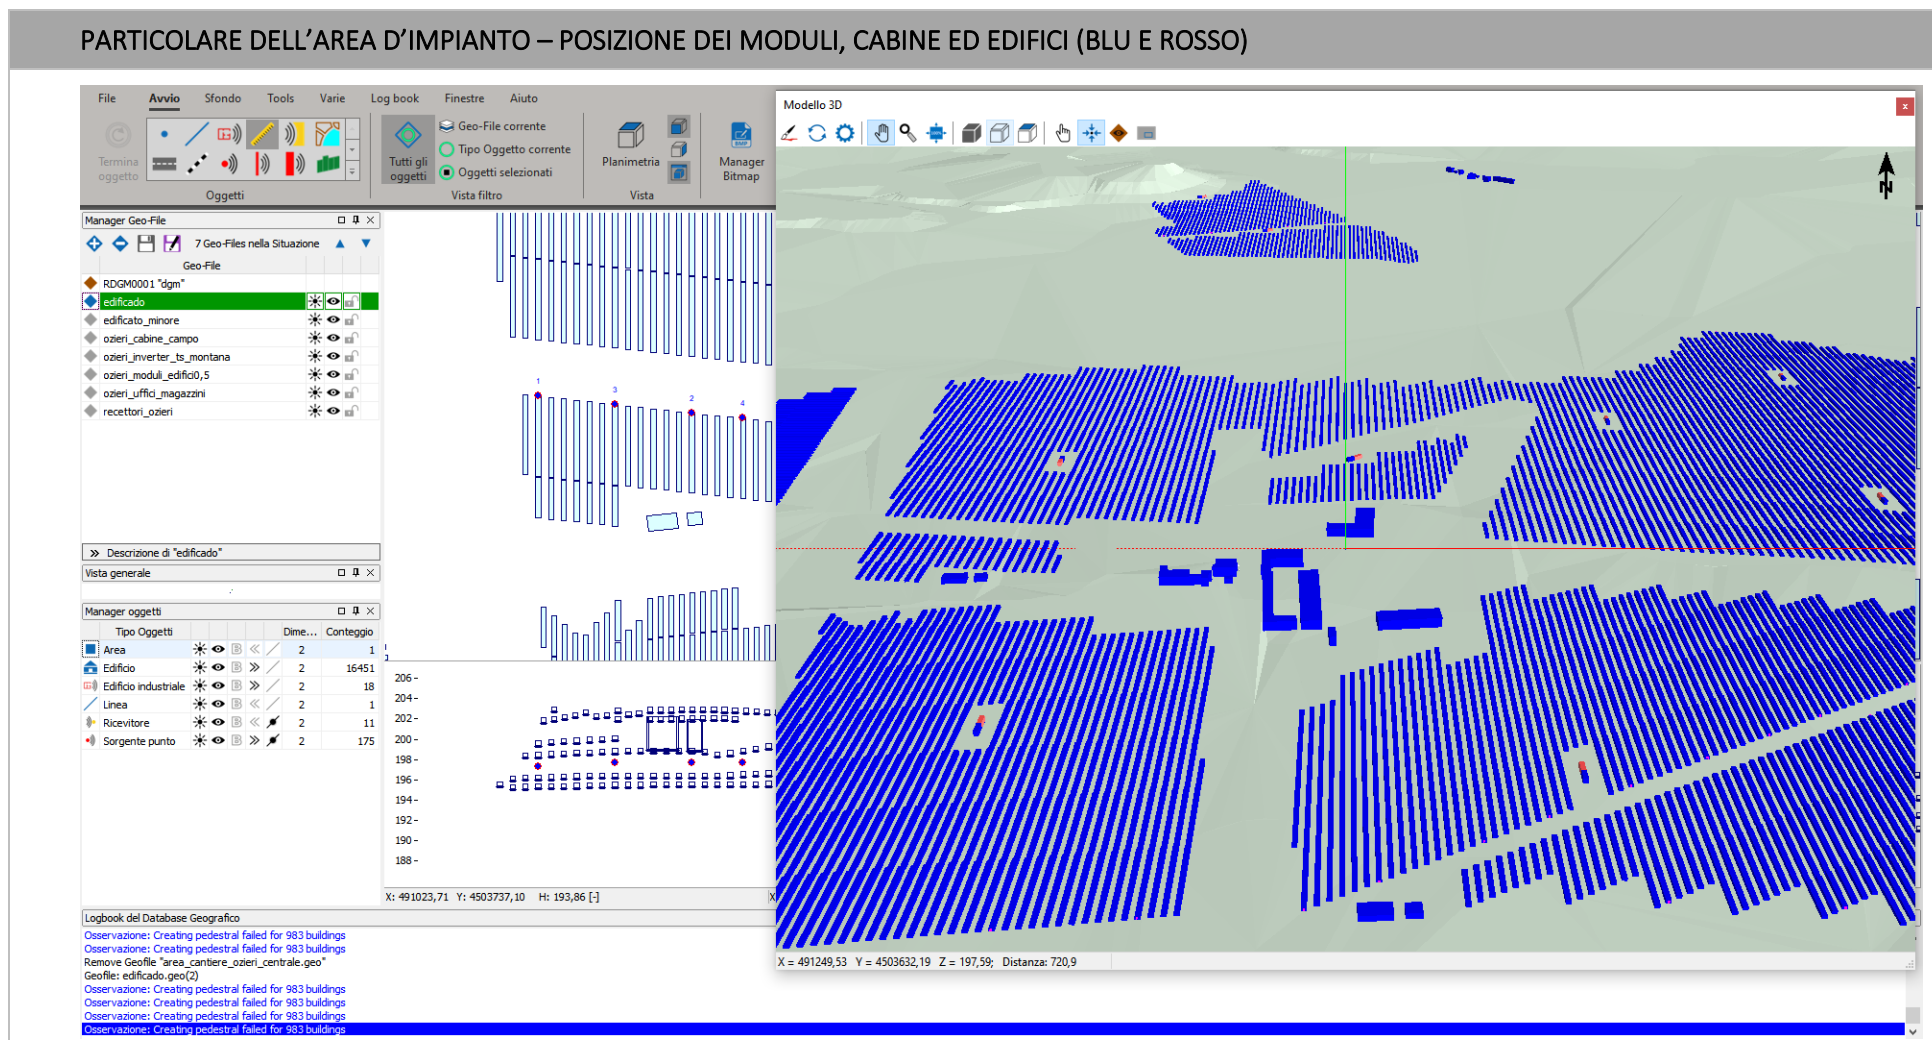 PARTICOLARE DELL'AREA D'IMPIANTO – POSIZIONE DEI MODULI, CABINE ED EDIFICI (BLU E ROSSO)
File Avvio Sfondo Tools Varie Log book Finestre Aiuto
Termina oggetto
Oggetti
Tutti gli oggetti
Geo-File corrente
Tipo Oggetto corrente
Oggetti selezionati
Vista filtro
Planimetria
Vista
Manager Bitmap
Manager Geo-File
7 Geo-Files nella Situazione
Geo-File
RDGM0001 "dgm"
edificado
edificato_minore
ozieri_cabine_campo
ozieri_inverter_ts_montana
ozieri_moduli_edifici0,5
ozieri_uffici_magazzini
recettori_ozieri
Descrizione di "edificado"
Vista generale
Manager oggetti
Tipo Oggetti Dime... Conteggio
Area 2 1
Edificio 2 16451
Edificio industriale 2 18
Linea 2 1
Ricevitore 2 11
Sorgente punto 2 175
1 3 2 4
206
204
202
200
198
196
194
192
190
188
X: 491023,71 Y: 4503737,10 H: 193,86 [-]
X
Modello 3D
N
X = 491249,53 Y = 4503632,19 Z = 197,59; Distanza: 720,9
Logbook del Database Geografico
Osservazione: Creating pedestral failed for 983 buildings
Osservazione: Creating pedestral failed for 983 buildings
Remove Geofile "area_cantiere_ozieri_centrale.geo"
Geofile: edificado.geo(2)
Osservazione: Creating pedestral failed for 983 buildings
Osservazione: Creating pedestral failed for 983 buildings
Osservazione: Creating pedestral failed for 983 buildings
Osservazione: Creating pedestral failed for 983 buildings